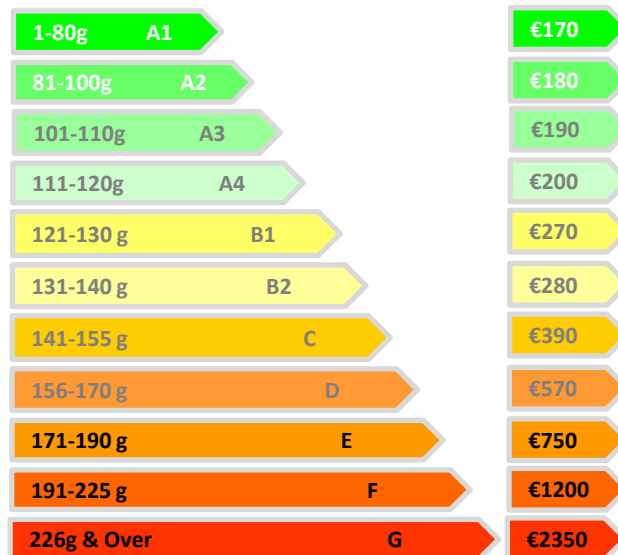 1-80g A1 €170
81-100g A2 €180
101-110g A3 €190
111-120g A4 €200
121-130 g B1 €270
131-140 g B2 €280
141-155 g C €390
156-170 g D €570
171-190 g E €750
191-225 g F €1200
226g & Over G €2350